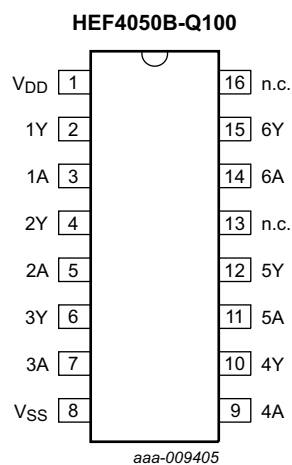 HEF4050B-Q100
VDD 1 16 n.c.
1Y 2 15 6Y
1A 3 14 6A
2Y 4 13 n.c.
2A 5 12 5Y
3Y 6 11 5A
3A 7 10 4Y
VSS 8 9 4A
aaa-009405